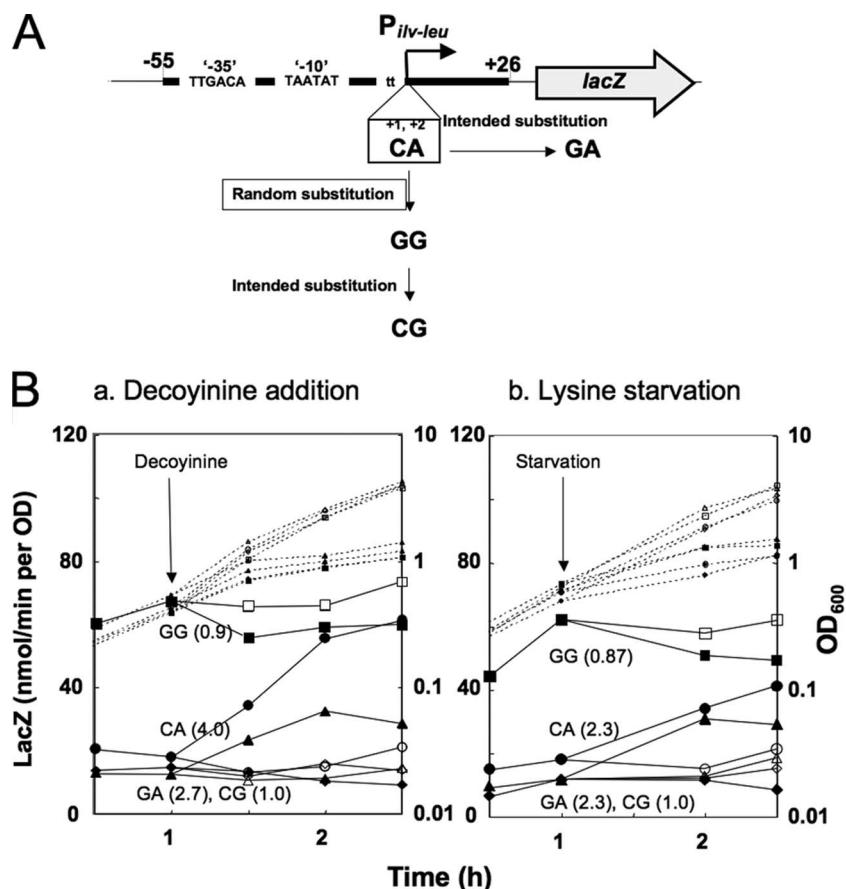 A
P ilv-leu
-55
'-35'
'-10'
+26
TTGACA
TAATAT
tt
lacZ
+1, +2
CA
Intended substitution
GA
Random substitution
GG
Intended substitution
CG
B
a. Decoyinine addition
b. Lysine starvation
120
10
120
10
Decoyinine
Starvation
80
1
80
1
GG (0.9)
GG (0.87)
40
0.1
40
0.1
CA (4.0)
CA (2.3)
GA (2.7), CG (1.0)
GA (2.3), CG (1.0)
0
0.01
0
0.01
1
2
1
2
LacZ (nmol/min per OD)
OD600
Time (h)